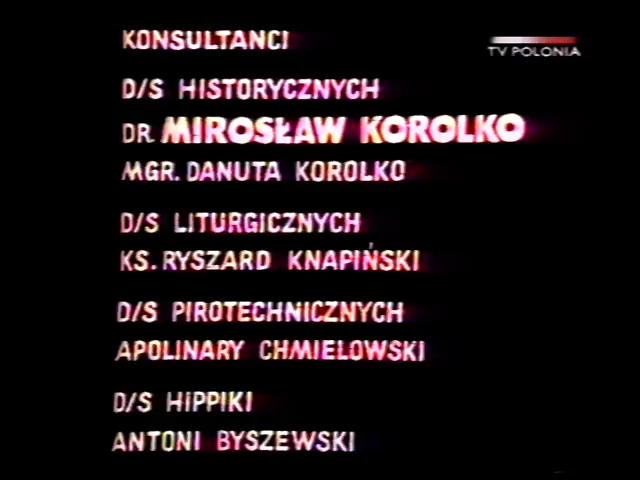 KONSULTANCI
TV POLONIA
D/S HISTORYCZNYCH
DR. MIROSŁAW KOROLKO
MGR. DANUTA KOROLKO
D/S LITURGICZNYCH
KS. RYSZARD KNAPIŃSKI
D/S PIROTECHNICZNYCH
APOLINARY CHMIELOWSKI
D/S HIPPIKI
ANTONI BYSZEWSKI